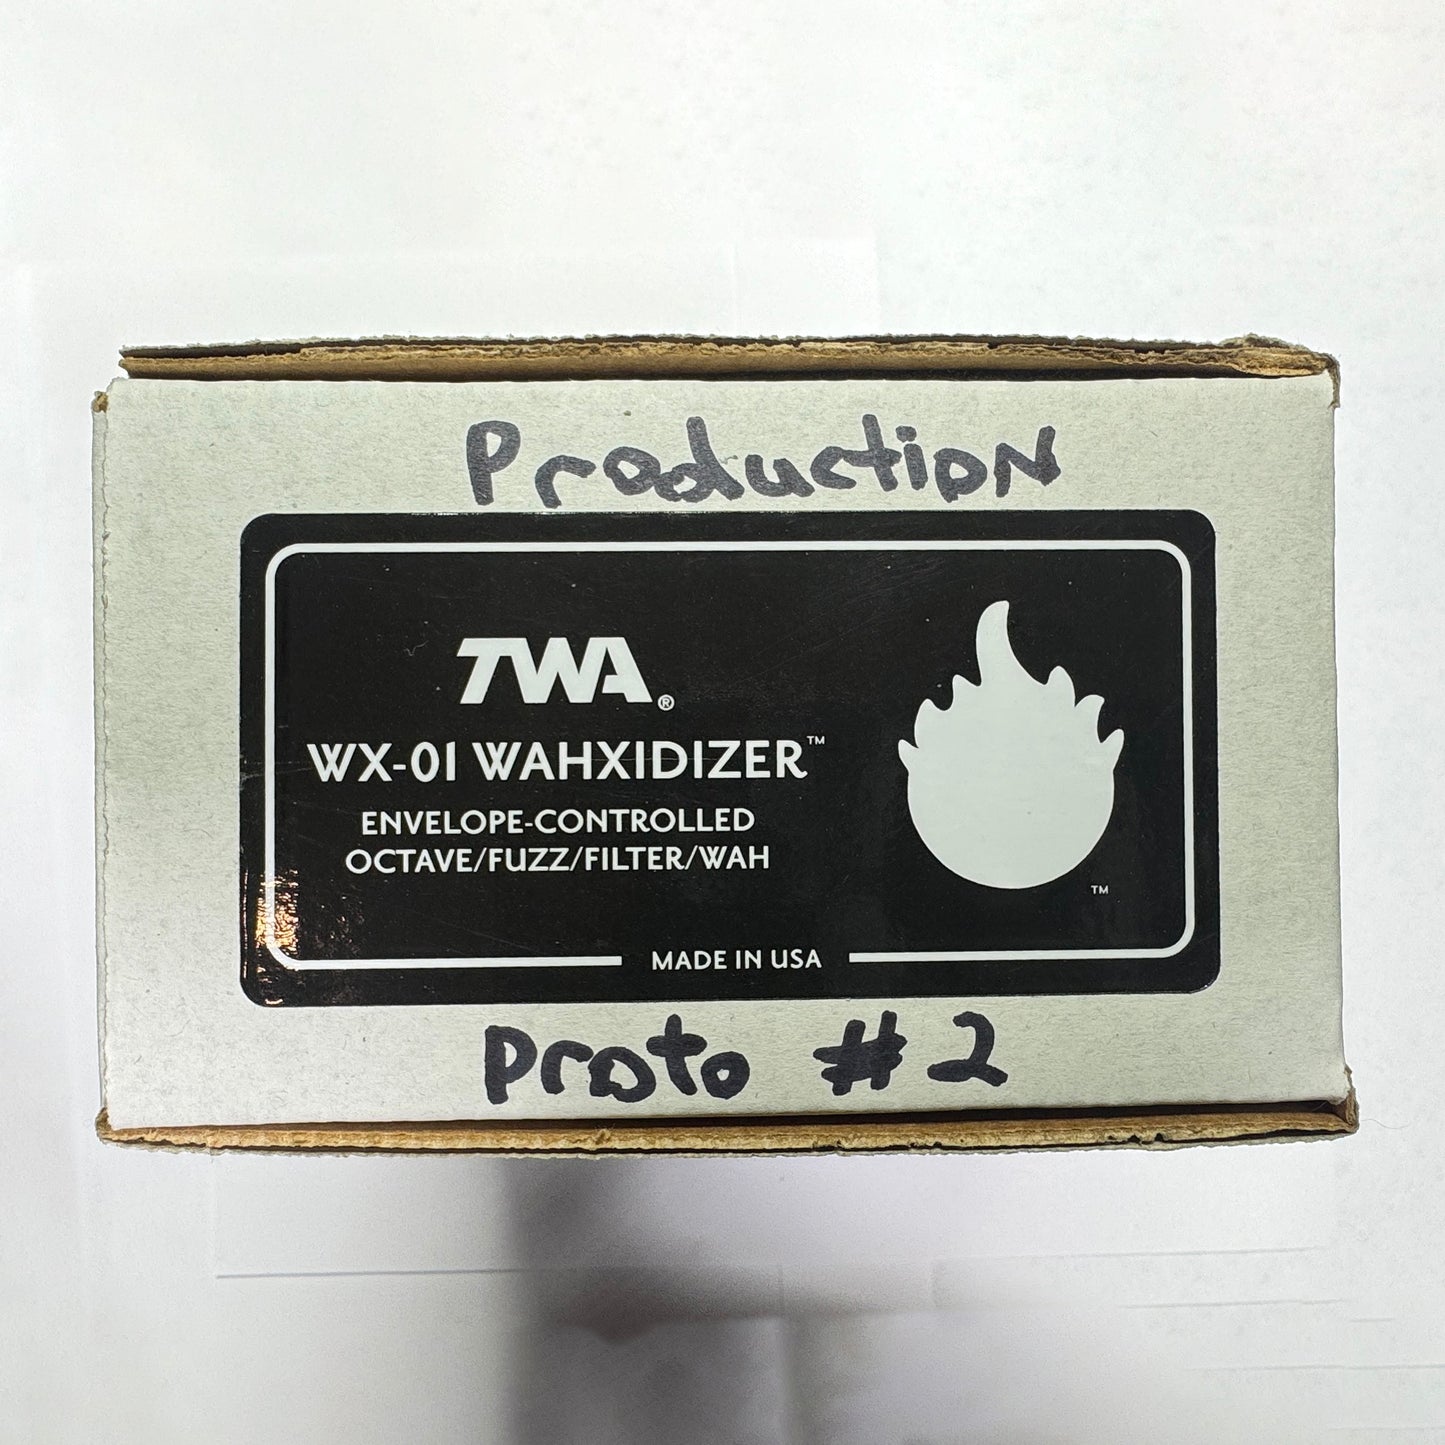 Production
TWA®
WX-01 WAHXIDIZER™
ENVELOPE-CONTROLLED
OCTAVE/FUZZ/FILTER/WAH
™
MADE IN USA
Proto #2